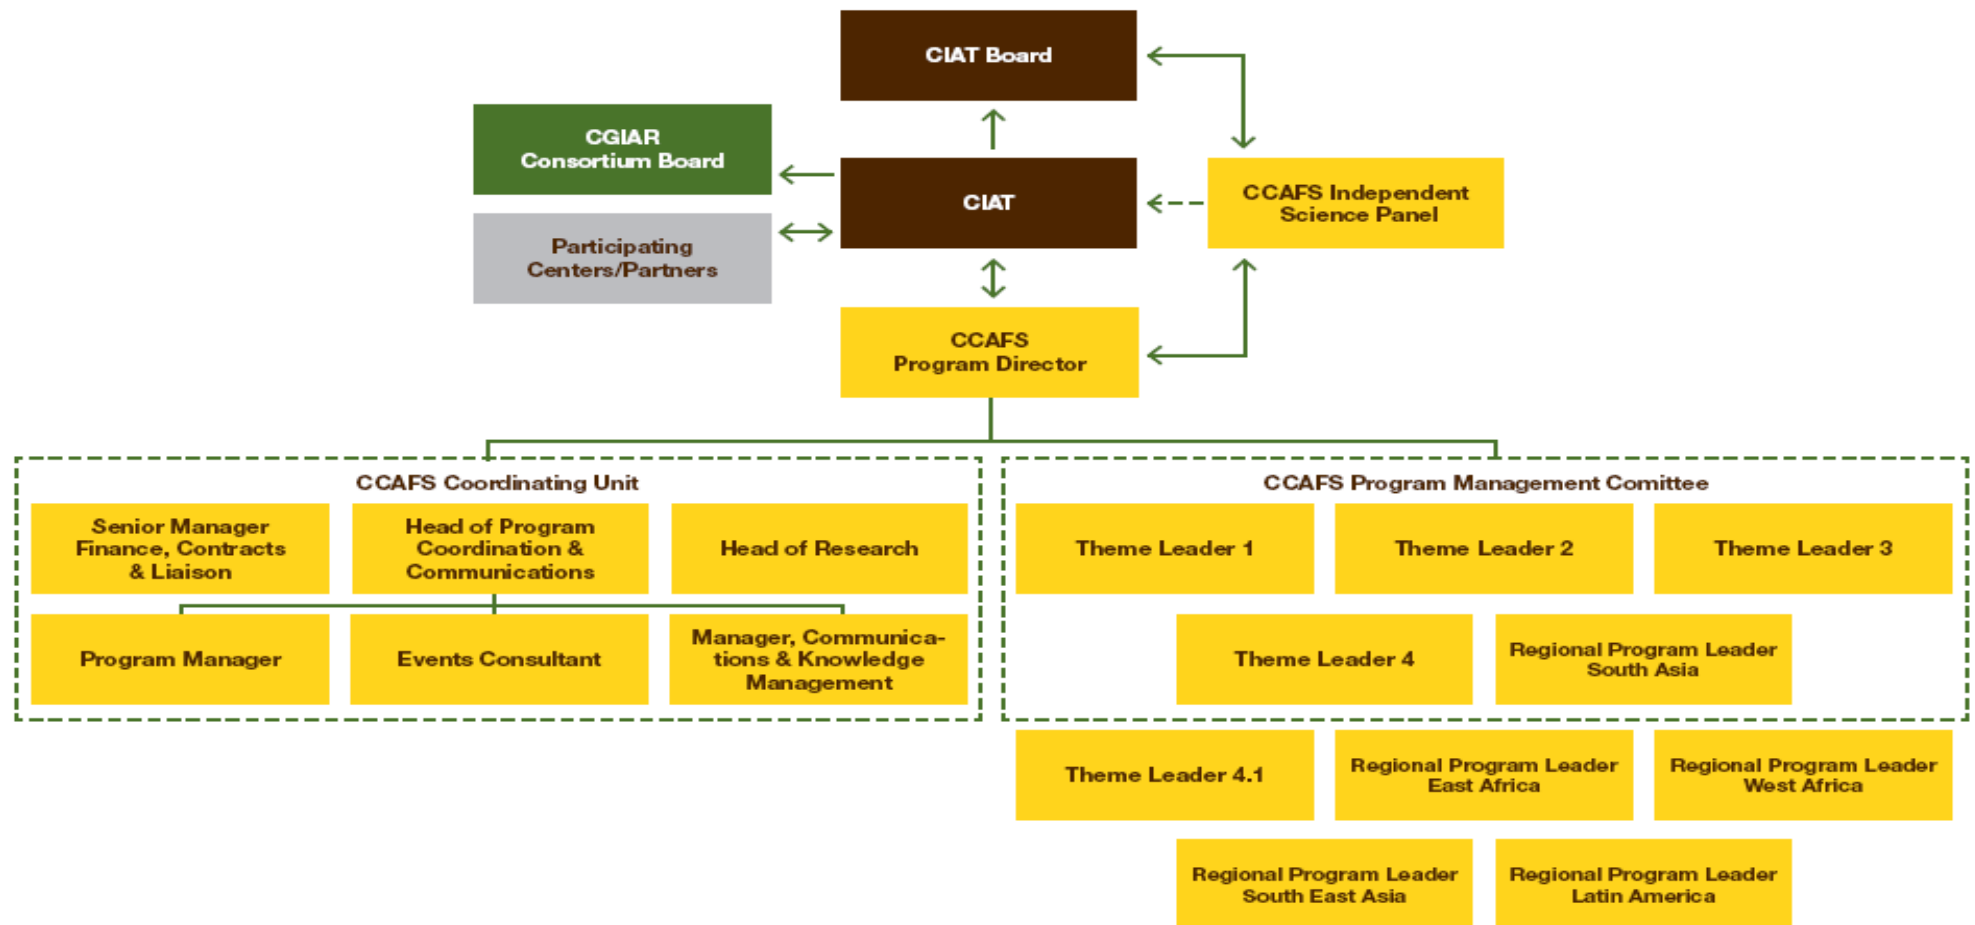 CIAT Board
CGIAR
Consortium Board
CIAT
CCAFS Independent
Science Panel
Participating
Centers/Partners
CCAFS
Program Director
CCAFS Coordinating Unit
Senior Manager
Finance, Contracts
& Liaison
Head of Program
Coordination &
Communications
Head of Research
Program Manager
Events Consultant
Manager, Communica-
tions & Knowledge
Management
CCAFS Program Management Comittee
Theme Leader 1
Theme Leader 2
Theme Leader 3
Theme Leader 4
Regional Program Leader
South Asia
Theme Leader 4.1
Regional Program Leader
East Africa
Regional Program Leader
West Africa
Regional Program Leader
South East Asia
Regional Program Leader
Latin America